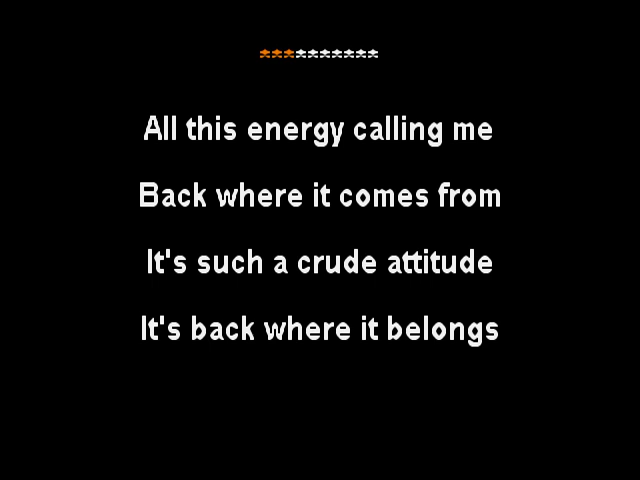 All this energy calling me
Back where it comes from
It's such a crude attitude
It's back where it belongs